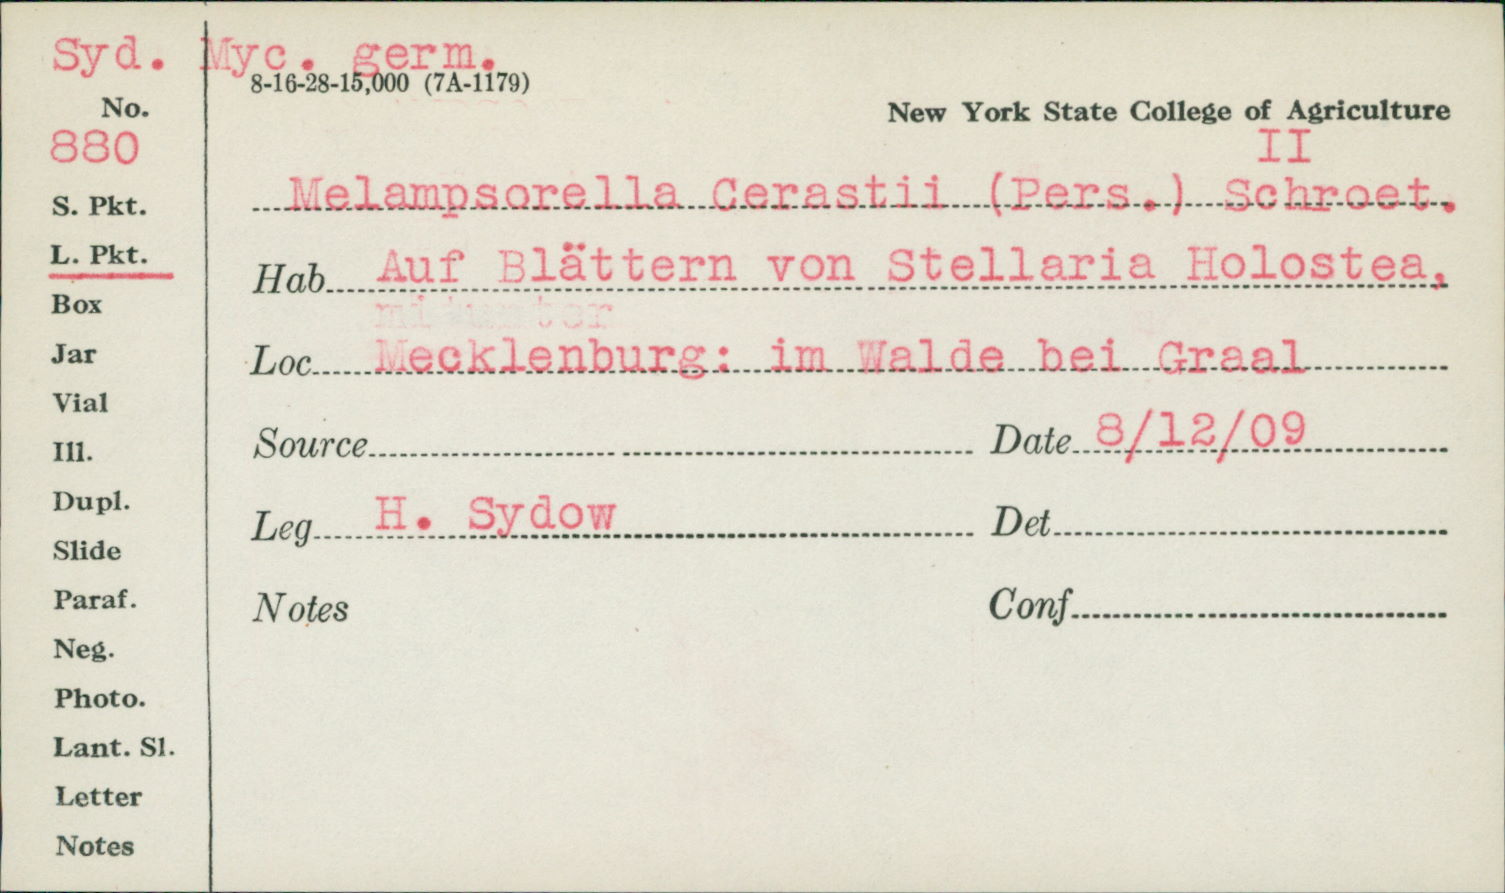 Syd. Myc. germ.
8-16-28-15,000 (7A-1179)
No.
880
New York State College of Agriculture
II
Melampsorella Cerastii (Pers.) Schroet.
S. Pkt.
L. Pkt.
Box
Jar
Vial
Ill.
Dupl.
Slide
Paraf.
Neg.
Photo.
Lant. Sl.
Letter
Notes
Hab. Auf Blättern von Stellaria Holostea,
mitunter
Loc. Mecklenburg: im Walde bei Graal
Source
Date 8/12/09
Leg. H. Sydow
Det.
Notes
Conf.